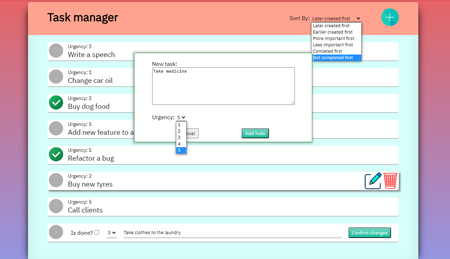 Task manager
Sort By: Later created first
Later created first
Earlier created first
More important first
Less important first
Comleated first
Not completed first
Urgency: 3
Write a speech
Urgency: 1
Change car oil
Urgency: 2
Buy dog food
Urgency: 5
Add new feature to a
Urgency: 1
Refactor a bug
Urgency: 2
Buy new tyres
Urgency: 5
Call clients
New task:
Take medicine
Urgency: 5
1
2
3
4
5
Add Todo
Is done?
3
Take clothes to the laundry
Confirm changes